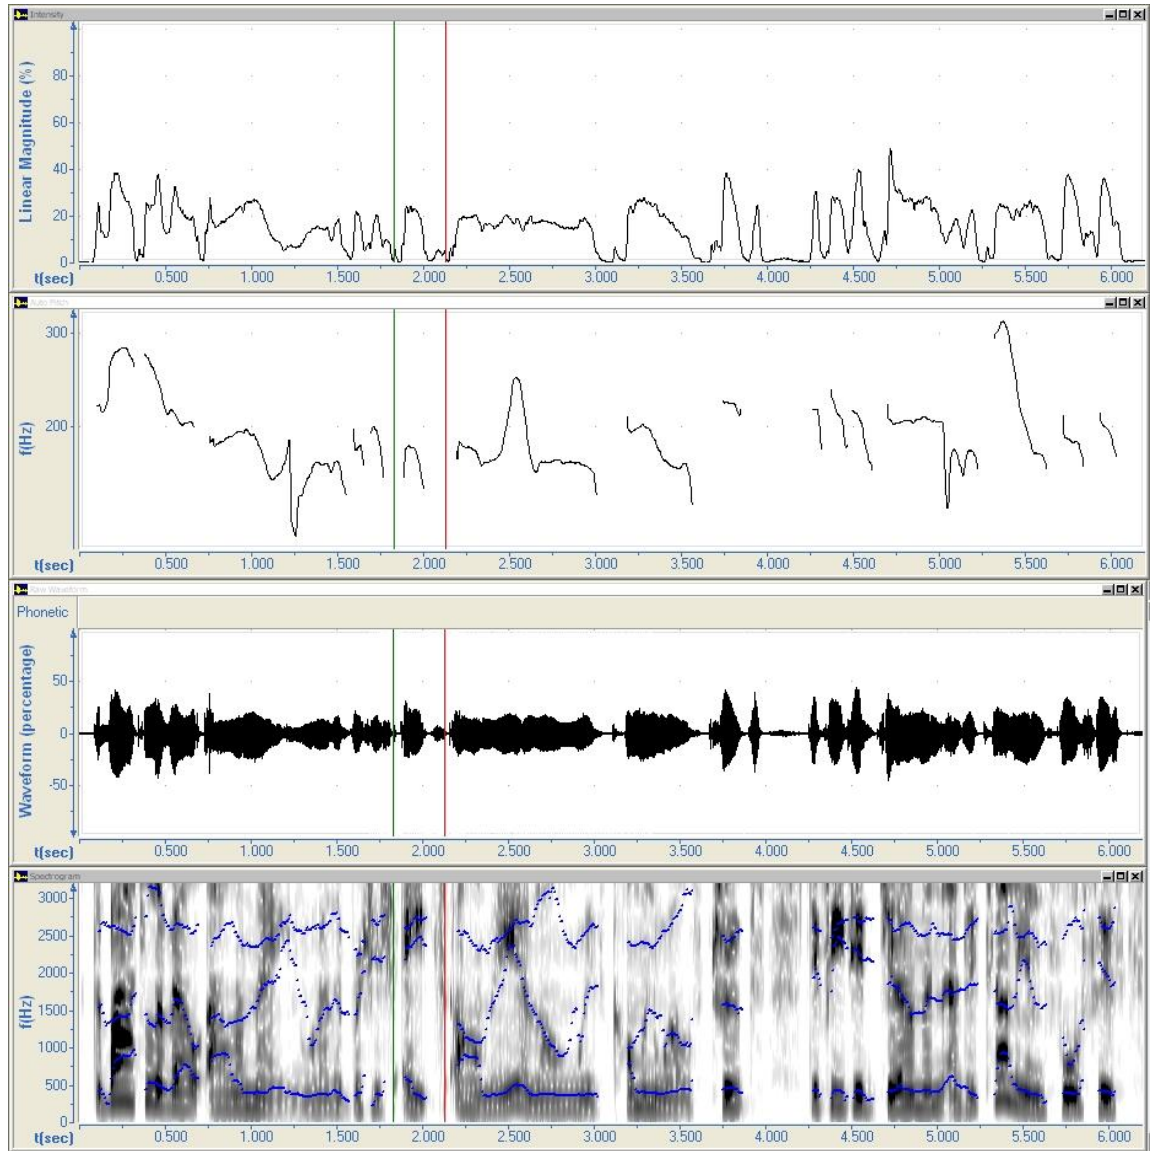 Intensity
Linear Magnitude (%)
80
60
40
20
0
t(sec) 0.500 1.000 1.500 2.000 2.500 3.000 3.500 4.000 4.500 5.000 5.500 6.000
Auto Pitch
f(Hz)
300
200
t(sec) 0.500 1.000 1.500 2.000 2.500 3.000 3.500 4.000 4.500 5.000 5.500 6.000
Raw Waveform
Phonetic
Waveform (percentage)
50
0
-50
t(sec) 0.500 1.000 1.500 2.000 2.500 3.000 3.500 4.000 4.500 5.000 5.500 6.000
Spectrogram
f(Hz)
3000
2500
2000
1500
1000
500
0
t(sec) 0.500 1.000 1.500 2.000 2.500 3.000 3.500 4.000 4.500 5.000 5.500 6.000